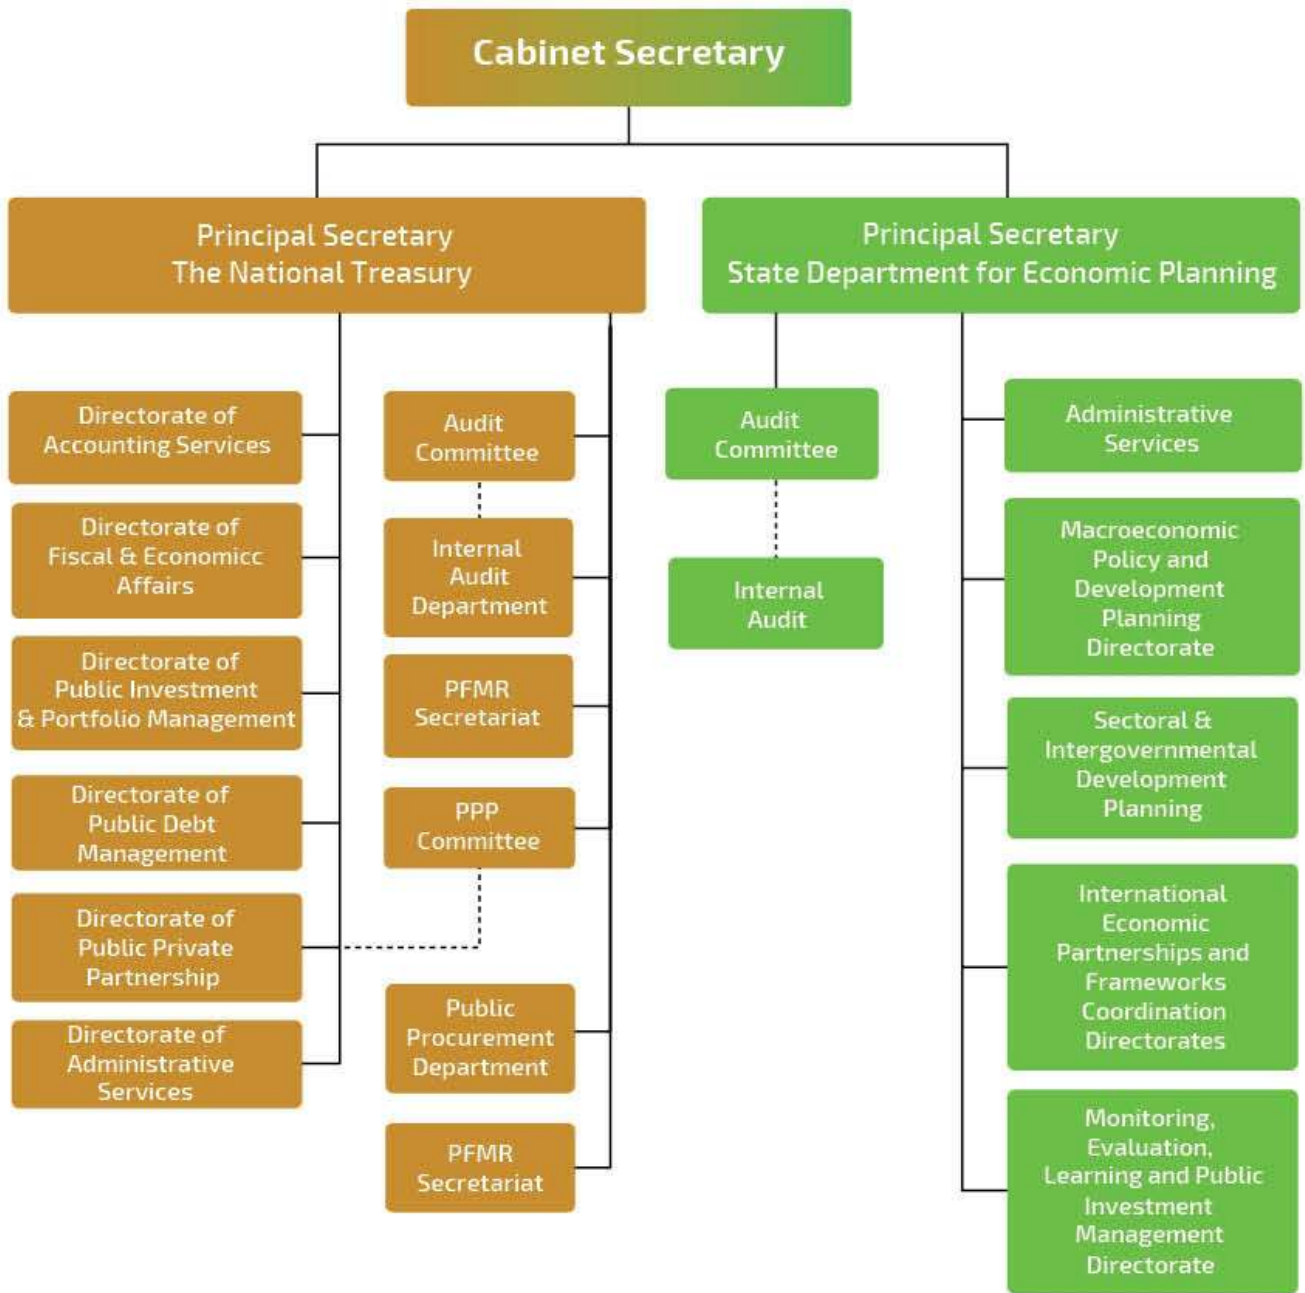 Cabinet Secretary
Principal Secretary
The National Treasury
Principal Secretary
State Department for Economic Planning
Directorate of
Accounting Services
Directorate of
Fiscal & Economicc
Affairs
Directorate of
Public Investment
& Portfolio Management
Directorate of
Public Debt
Management
Directorate of
Public Private
Partnership
Directorate of
Administrative
Services
Audit
Committee
Internal
Audit
Department
PFMR
Secretariat
PPP
Committee
Public
Procurement
Department
PFMR
Secretariat
Audit
Committee
Internal
Audit
Administrative
Services
Macroeconomic
Policy and
Development
Planning
Directorate
Sectoral &
Intergovernmental
Development
Planning
International
Economic
Partnerships and
Frameworks
Coordination
Directorates
Monitoring,
Evaluation,
Learning and Public
Investment
Management
Directorate